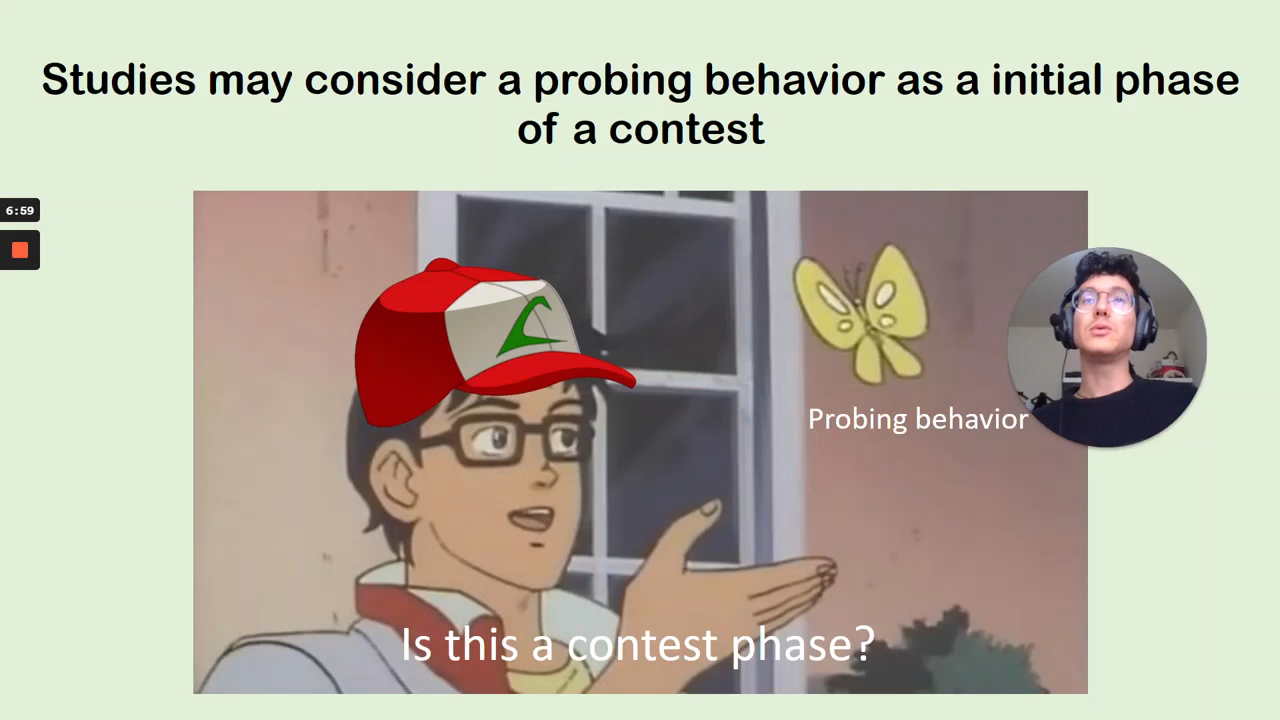 Studies may consider a probing behavior as a initial phase
of a contest
6:59
Probing behavior
Is this a contest phase?